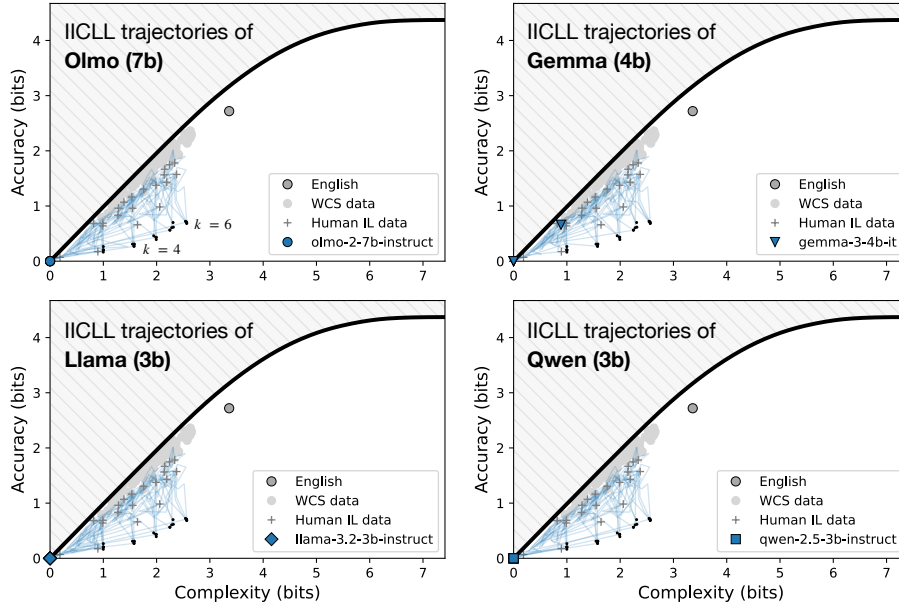 IICLL trajectories of
Olmo (7b)
Accuracy (bits)
4
3
2
1
0
0 1 2 3 4 5 6 7
k = 6
k = 4
English
WCS data
Human IL data
olmo-2-7b-instruct
IICLL trajectories of
Gemma (4b)
Accuracy (bits)
4
3
2
1
0
0 1 2 3 4 5 6 7
English
WCS data
Human IL data
gemma-3-4b-it
IICLL trajectories of
Llama (3b)
Accuracy (bits)
4
3
2
1
0
0 1 2 3 4 5 6 7
Complexity (bits)
English
WCS data
Human IL data
llama-3.2-3b-instruct
IICLL trajectories of
Qwen (3b)
Accuracy (bits)
4
3
2
1
0
0 1 2 3 4 5 6 7
Complexity (bits)
English
WCS data
Human IL data
qwen-2.5-3b-instruct